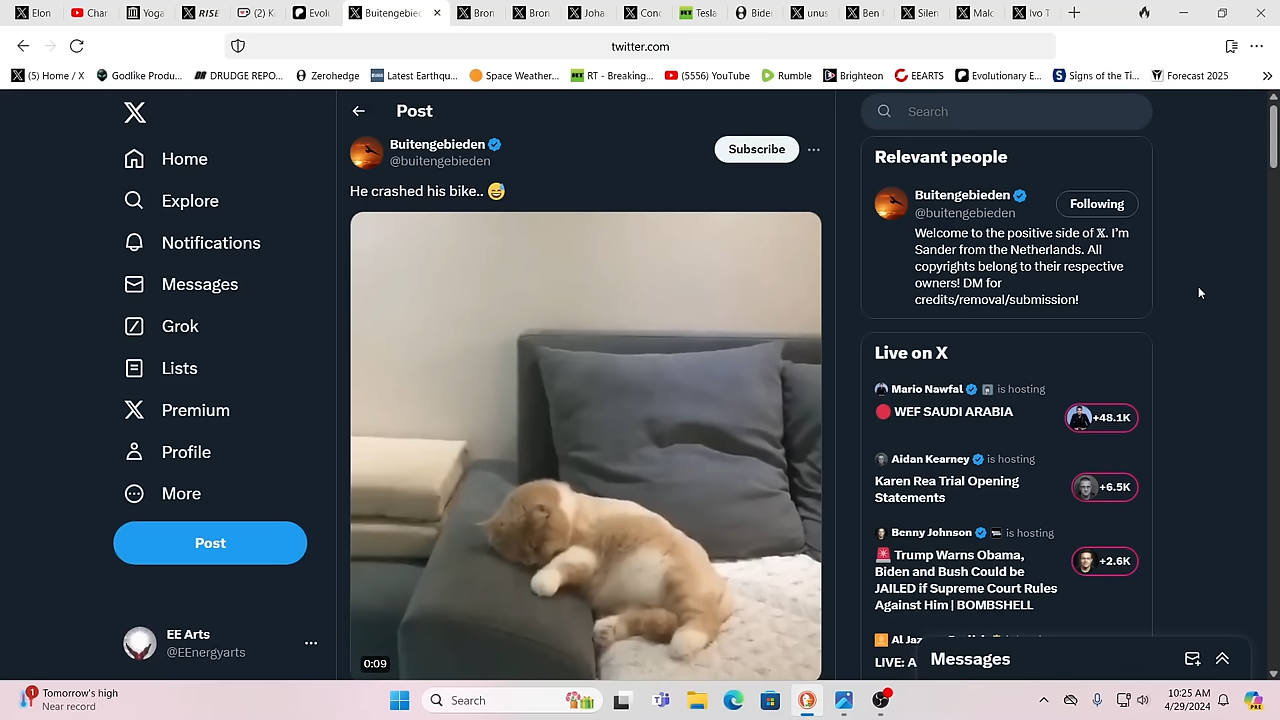 Elon
Char
Yoga
RISE
(2) K
Evolu
Buitengebied
Bron
Bron
Joha
Cond
Tesla
Bide
unus
Ben I
Silen
Malc
Ivo T
twitter.com
(5) Home / X
Godlike Produ...
DRUDGE REPO...
Zerohedge
Latest Earthqu...
Space Weather...
RT - Breaking...
(5556) YouTube
Rumble
Brighteon
EEARTS
Evolutionary E...
Signs of the Ti...
Forecast 2025
Home
Explore
Notifications
Messages
Grok
Lists
Premium
Profile
More
Post
EE Arts
@EEnergyarts
Post
Buitengebieden
@buitengebieden
Subscribe
He crashed his bike.. 😅
0:09
Search
Relevant people
Buitengebieden
@buitengebieden
Following
Welcome to the positive side of 𝕏. I'm
Sander from the Netherlands. All
copyrights belong to their respective
owners! DM for
credits/removal/submission!
Live on X
Mario Nawfal is hosting
WEF SAUDI ARABIA
+48.1K
Aidan Kearney is hosting
Karen Rea Trial Opening
Statements
+6.5K
Benny Johnson is hosting
🚨 Trump Warns Obama,
Biden and Bush Could be
JAILED if Supreme Court Rules
Against Him | BOMBSHELL
+2.6K
LIVE: A
Messages
1
Tomorrow's high
Near record
Search
10:25 AM
4/29/2024
PRE